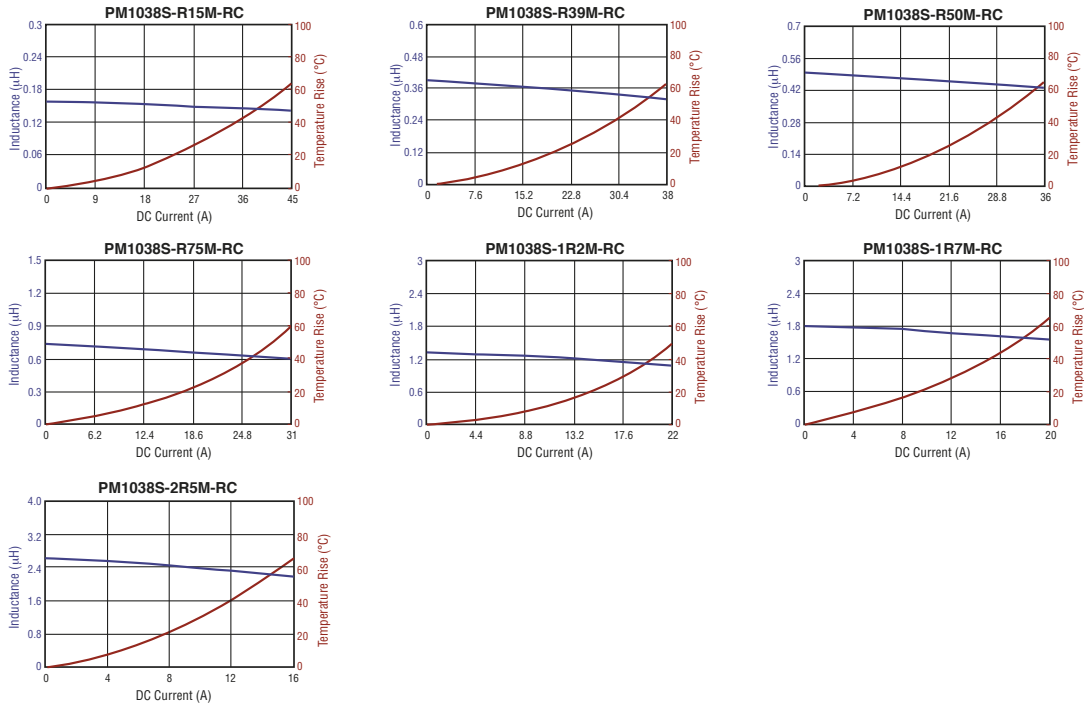 PM1038S-R15M-RC
0.3
0.24
0.18
0.12
0.06
0
Inductance (µH)
100
80
60
40
20
0
Temperature Rise (°C)
0 9 18 27 36 45
DC Current (A)
PM1038S-R39M-RC
0.6
0.48
0.36
0.24
0.12
0
Inductance (µH)
100
80
60
40
20
0
Temperature Rise (°C)
0 7.6 15.2 22.8 30.4 38
DC Current (A)
PM1038S-R50M-RC
0.7
0.56
0.42
0.28
0.14
0
Inductance (µH)
100
80
60
40
20
0
Temperature Rise (°C)
0 7.2 14.4 21.6 28.8 36
DC Current (A)
PM1038S-R75M-RC
1.5
1.2
0.9
0.6
0.3
0
Inductance (µH)
100
80
60
40
20
0
Temperature Rise (°C)
0 6.2 12.4 18.6 24.8 31
DC Current (A)
PM1038S-1R2M-RC
3
2.4
1.8
1.2
0.6
0
Inductance (µH)
100
80
60
40
20
0
Temperature Rise (°C)
0 4.4 8.8 13.2 17.6 22
DC Current (A)
PM1038S-1R7M-RC
3
2.4
1.8
1.2
0.6
0
Inductance (µH)
100
80
60
40
20
0
Temperature Rise (°C)
0 4 8 12 16 20
DC Current (A)
PM1038S-2R5M-RC
4.0
3.2
2.4
1.6
0.8
0
Inductance (µH)
100
80
60
40
20
0
Temperature Rise (°C)
0 4 8 12 16
DC Current (A)